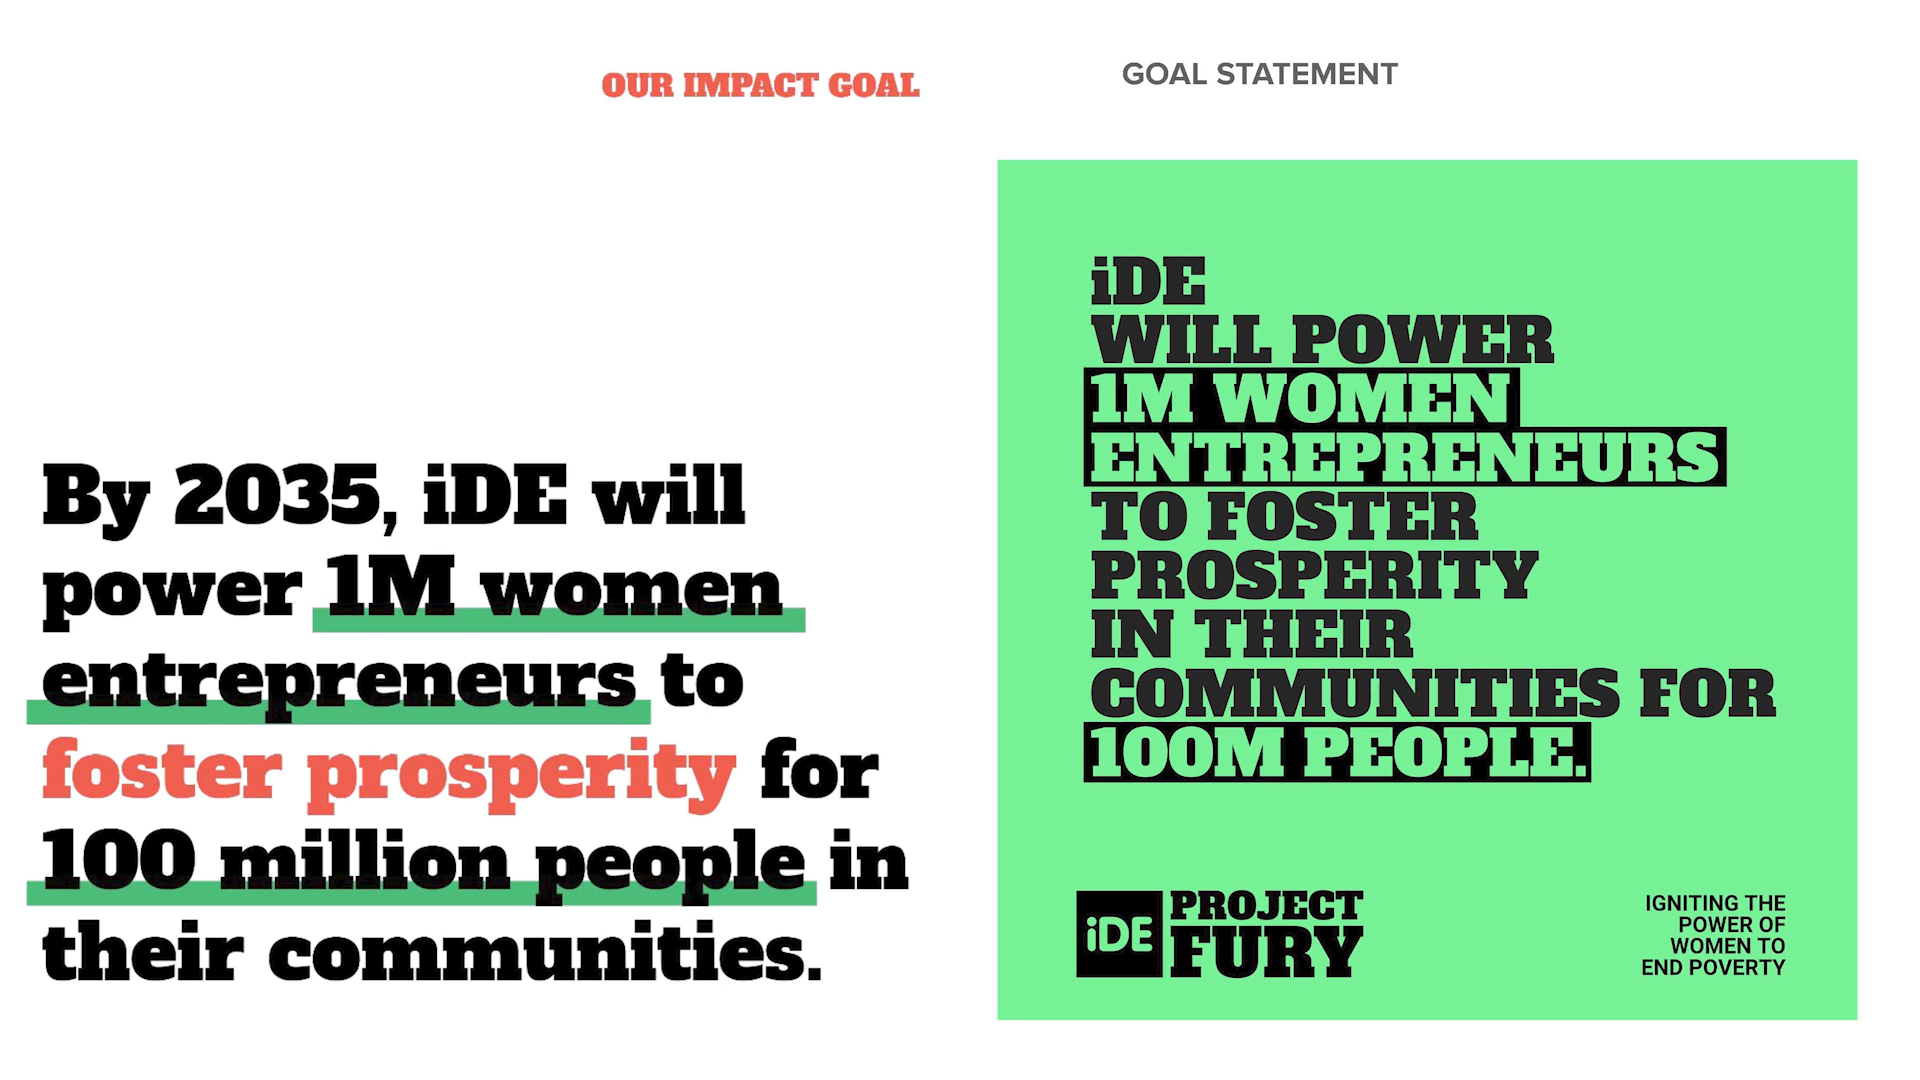 OUR IMPACT GOAL
By 2035, iDE will
power 1M women
entrepreneurs to
foster prosperity for
100 million people in
their communities.
GOAL STATEMENT
iDE
WILL POWER
1M WOMEN
ENTREPRENEURS
TO FOSTER
PROSPERITY
IN THEIR
COMMUNITIES FOR
100M PEOPLE.
iDE
PROJECT
FURY
IGNITING THE
POWER OF
WOMEN TO
END POVERTY